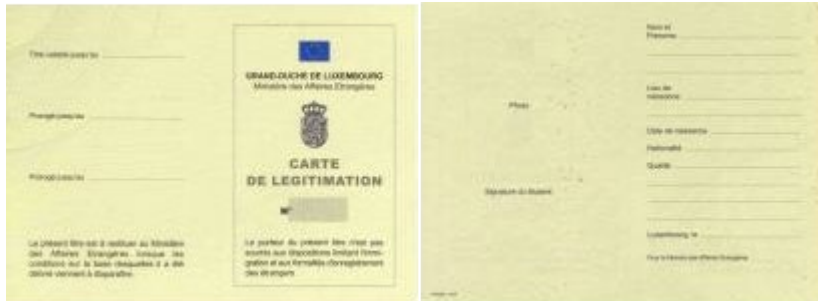 Titre valable jusqu'au
Prorogé jusqu'au
Prorogé jusqu'au
Le présent titre est à restituer au Ministère
des Affaires Etrangères lorsque les
conditions sur la base desquelles il a été
délivré viennent à disparaître.
GRAND-DUCHE DE LUXEMBOURG
Ministère des Affaires Etrangères
CARTE
DE LEGITIMATION
N°
Le porteur du présent titre n'est pas
soumis aux dispositions limitant l'immi-
gration et aux formalités d'enregistrement
des étrangers
Photo
Signature du titulaire
Nom et
Prénoms
Lieu de
naissance
Date de naissance
Nationalité
Qualité
Luxembourg, le
Pour le Ministre des Affaires Etrangères